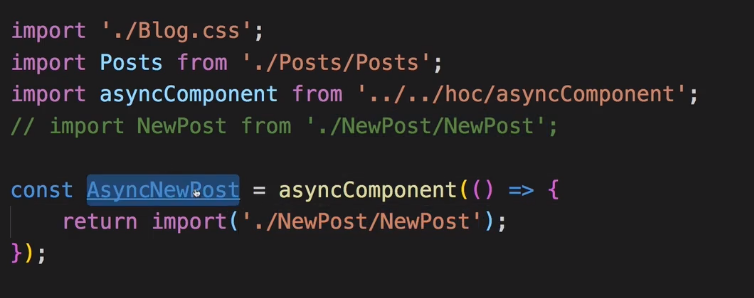 import './Blog.css';
import Posts from './Posts/Posts';
import asyncComponent from '../../hoc/asyncComponent';
// import NewPost from './NewPost/NewPost';
const AsyncNewPost = asyncComponent(() => {
return import('./NewPost/NewPost');
});